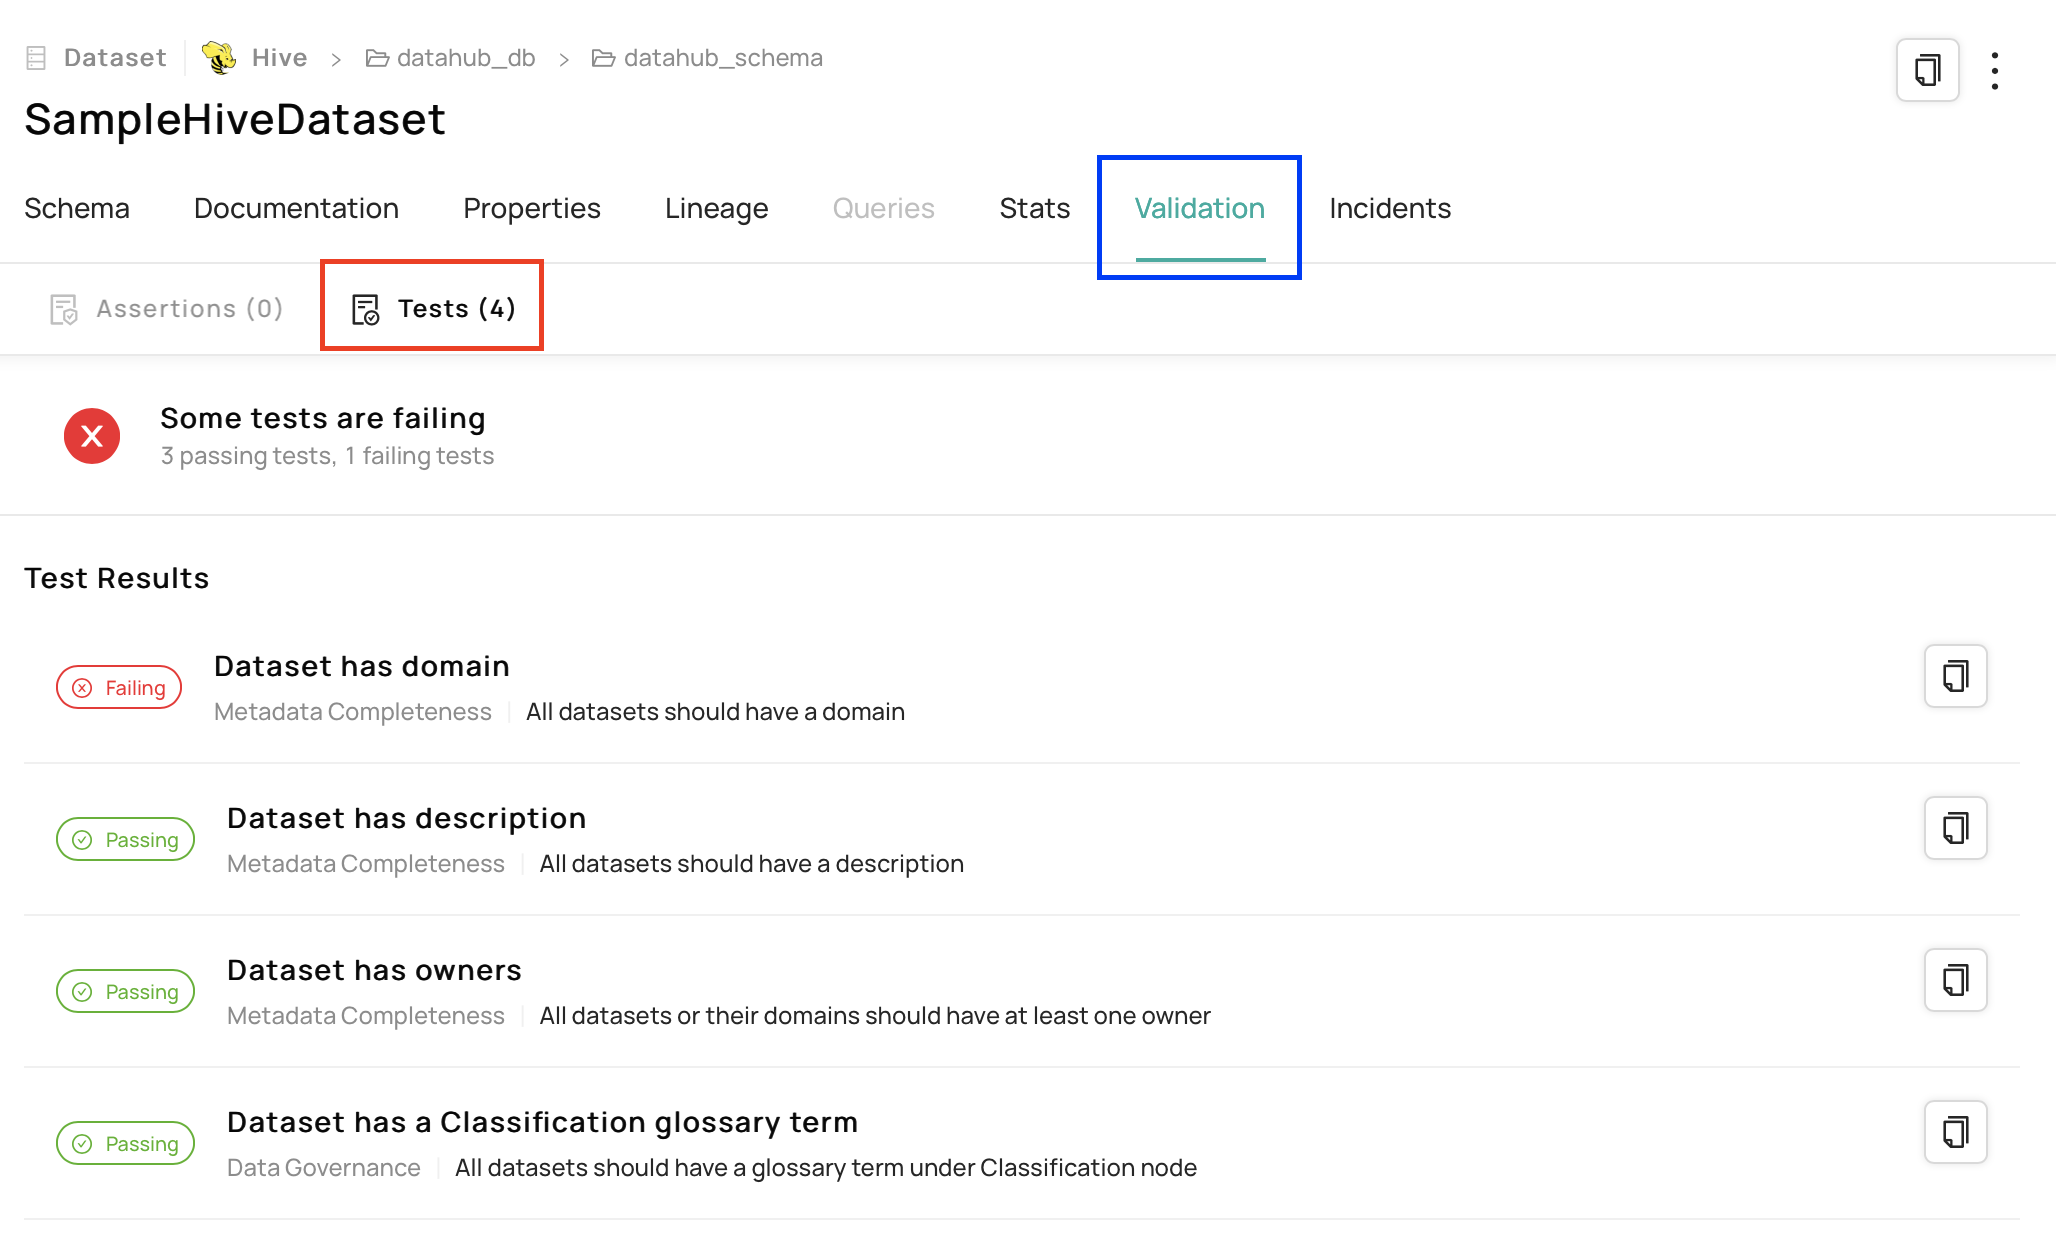 Dataset Hive > datahub_db > datahub_schema
SampleHiveDataset
Schema Documentation Properties Lineage Queries Stats Validation Incidents
Assertions (0) Tests (4)
Some tests are failing
3 passing tests, 1 failing tests
Test Results
Failing
Dataset has domain
Metadata Completeness All datasets should have a domain
Passing
Dataset has description
Metadata Completeness All datasets should have a description
Passing
Dataset has owners
Metadata Completeness All datasets or their domains should have at least one owner
Passing
Dataset has a Classification glossary term
Data Governance All datasets should have a glossary term under Classification node